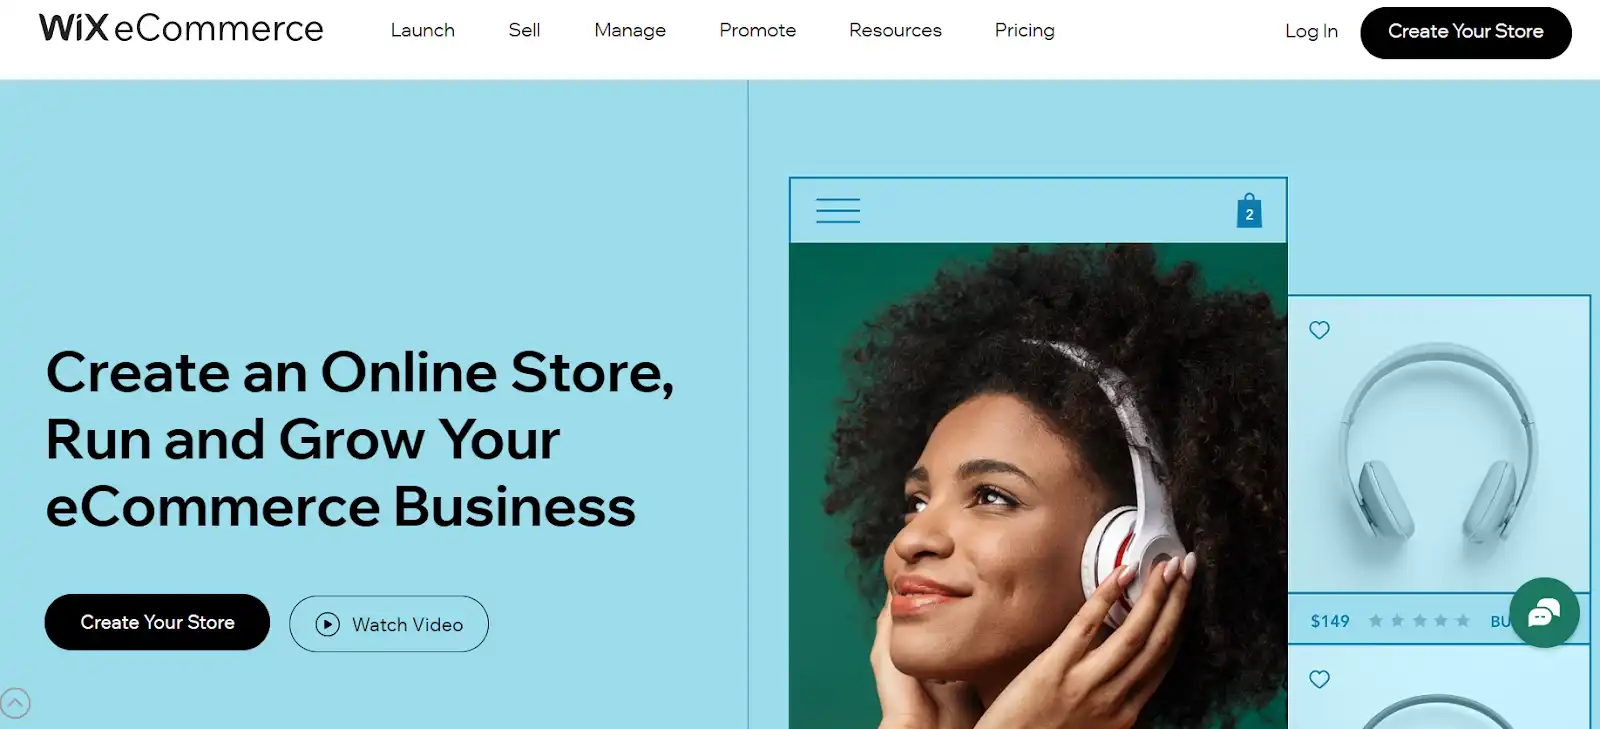 WiX eCommerce
Launch
Sell
Manage
Promote
Resources
Pricing
Log In
Create Your Store
2
Create an Online Store,
Run and Grow Your
eCommerce Business
Create Your Store
Watch Video
$149
BU